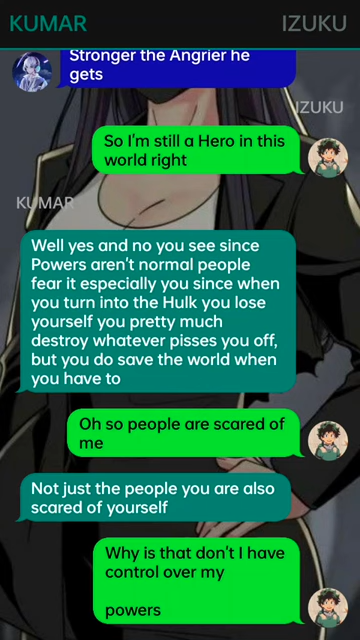 KUMAR
IZUKU
Stronger the Angrier he
gets
IZUKU
So I'm still a Hero in this
world right
KUMAR
Well yes and no you see since
Powers aren't normal people
fear it especially you since when
you turn into the Hulk you lose
yourself you pretty much
destroy whatever pisses you off,
but you do save the world when
you have to
Oh so people are scared of
me
Not just the people you are also
scared of yourself
Why is that don't I have
control over my
powers